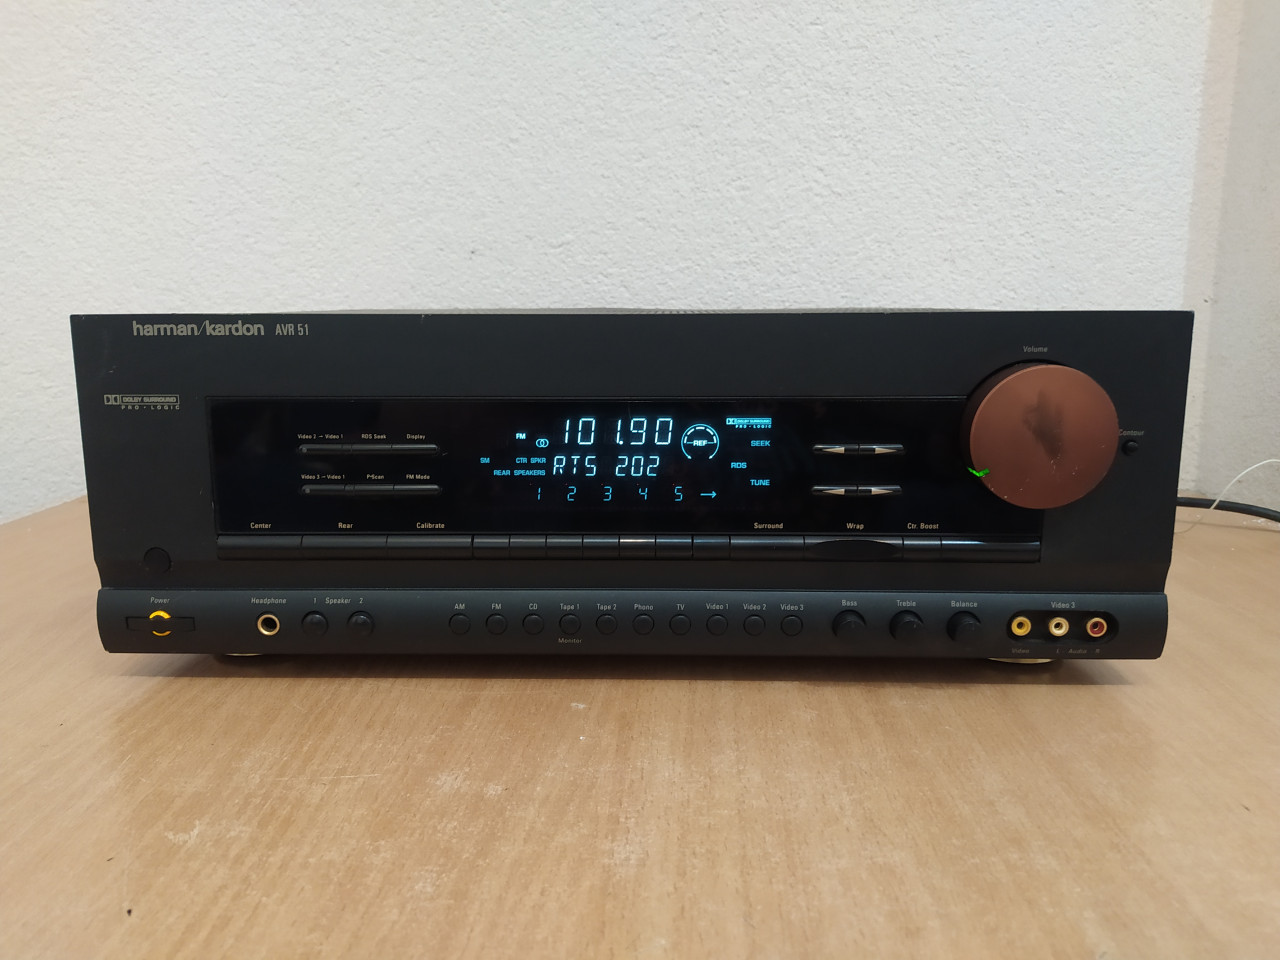 harman/kardon AVR 51
Volume
DOLBY SURROUND
PRO · LOGIC
Contour
Video 2 → Video 1 RDS Seek Display
Video 3 → Video 1 P-Scan FM Mode
FM 101.90 REF
DOLBY SURROUND
PRO · LOGIC
SEEK
SM CTR SPKR RTS 202 RDS
REAR SPEAKERS
TUNE
1 2 3 4 5 →
Center Rear Calibrate Surround Wrap Ctr. Boost
Power Headphone 1 Speaker 2 AM FM CD Tape 1 Tape 2 Phono TV Video 1 Video 2 Video 3 Bass Treble Balance Video 3
Monitor
Video L Audio R